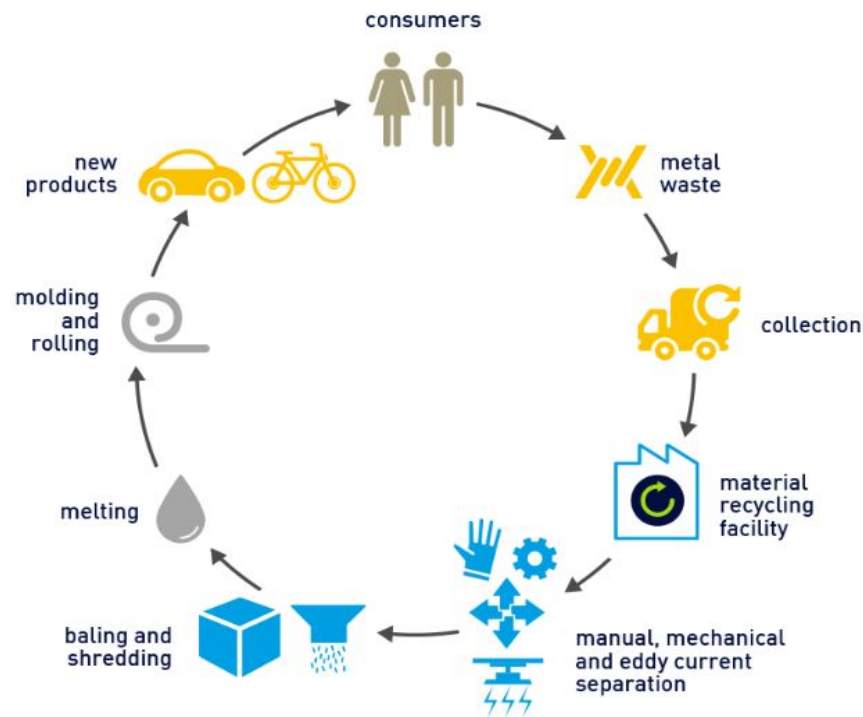 consumers
metal
waste
collection
material
recycling
facility
manual, mechanical
and eddy current
separation
baling and
shredding
melting
molding
and
rolling
new
products